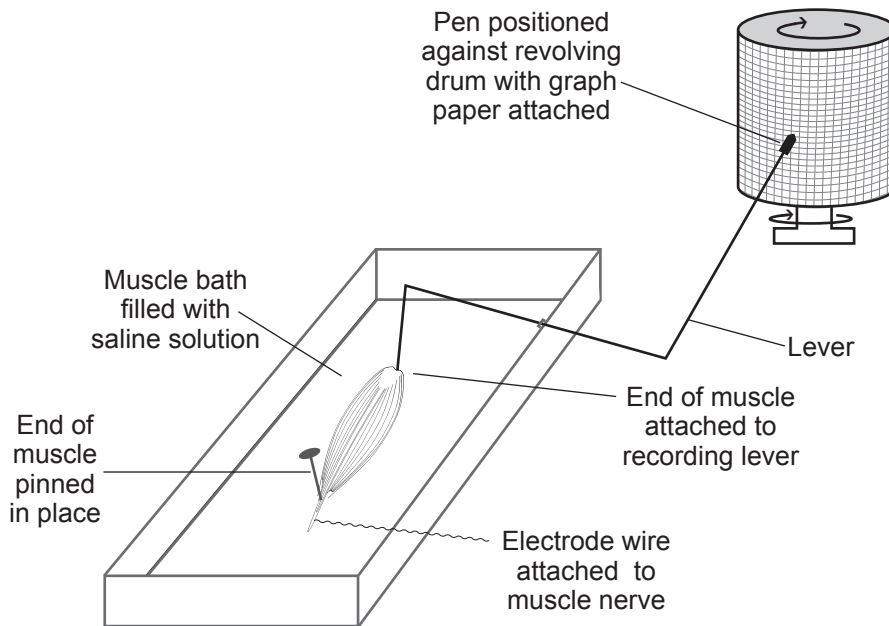 Pen positioned
against revolving
drum with graph
paper attached
Muscle bath
filled with
saline solution
Lever
End of
muscle
pinned
in place
End of muscle
attached to
recording lever
Electrode wire
attached to
muscle nerve